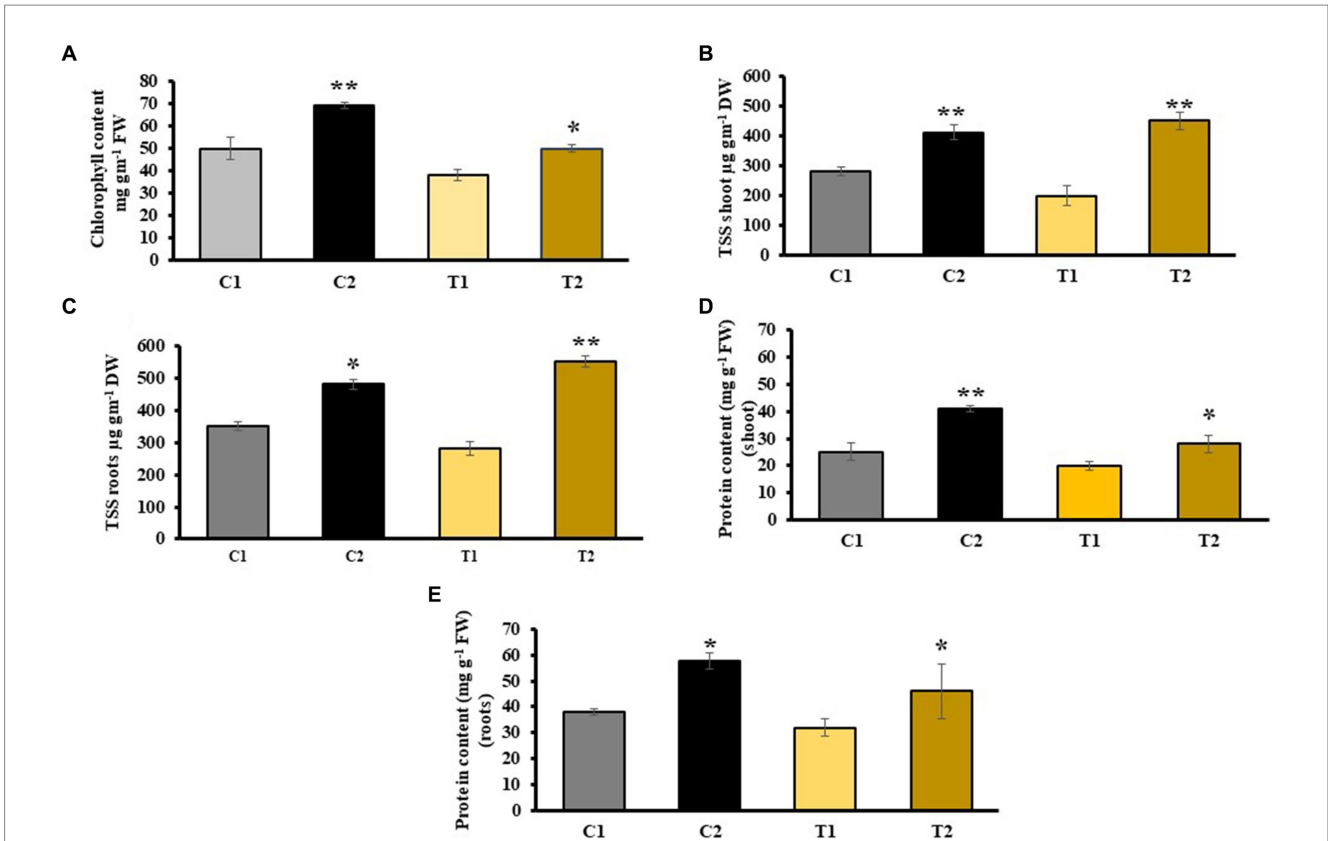 A
Chlorophyll content
mg gm⁻¹ FW
80
70
60
50
40
30
20
10
0
**
*
C1 C2 T1 T2
B
TSS shoot µg gm⁻¹ DW
600
500
400
300
200
100
0
**
**
C1 C2 T1 T2
C
TSS roots µg gm⁻¹ DW
600
500
400
300
200
100
0
*
**
C1 C2 T1 T2
D
Protein content (mg g⁻¹ FW)
(shoot)
70
60
50
40
30
20
10
0
**
*
C1 C2 T1 T2
E
Protein content (mg g⁻¹ FW)
(roots)
70
60
50
40
30
20
10
0
*
*
C1 C2 T1 T2